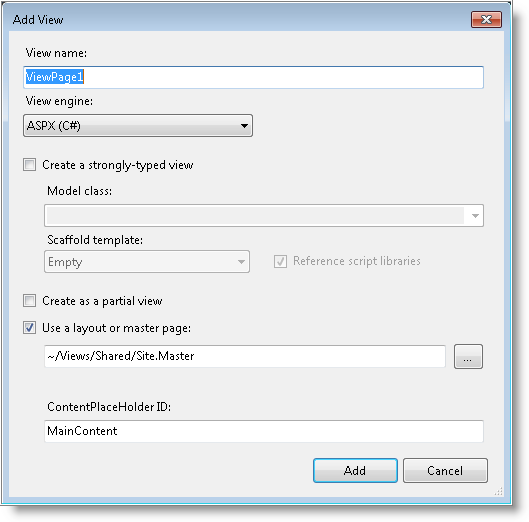 Add View
View name:
ViewPage1
View engine:
ASPX (C#)
Create a strongly-typed view
Model class:
Scaffold template:
Empty
Reference script libraries
Create as a partial view
Use a layout or master page:
~/Views/Shared/Site.Master
...
ContentPlaceHolder ID:
MainContent
Add
Cancel